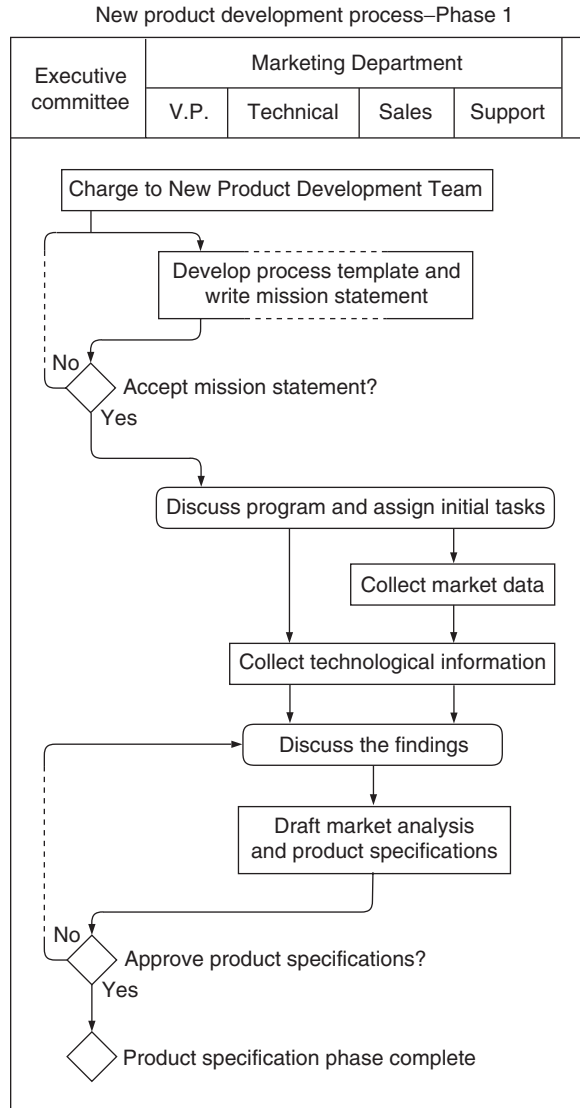 New product development process–Phase 1
Executive
committee
Marketing Department
V.P.
Technical
Sales
Support
Charge to New Product Development Team
Develop process template and
write mission statement
No
Accept mission statement?
Yes
Discuss program and assign initial tasks
Collect market data
Collect technological information
Discuss the findings
Draft market analysis
and product specifications
No
Approve product specifications?
Yes
Product specification phase complete